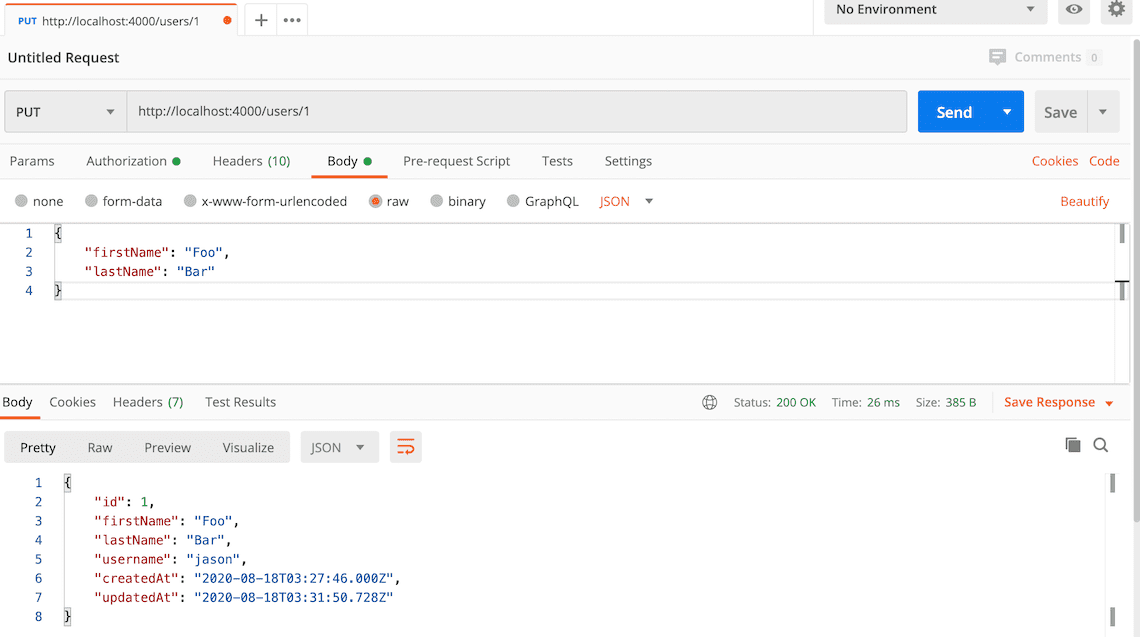 PUT http://localhost:4000/users/1
No Environment
Untitled Request
Comments 0
PUT http://localhost:4000/users/1 Send Save
Params Authorization Headers (10) Body Pre-request Script Tests Settings Cookies Code
none form-data x-www-form-urlencoded raw binary GraphQL JSON Beautify
1 {
2 "firstName": "Foo",
3 "lastName": "Bar"
4 }
Body Cookies Headers (7) Test Results Status: 200 OK Time: 26 ms Size: 385 B Save Response
Pretty Raw Preview Visualize JSON
1 {
2 "id": 1,
3 "firstName": "Foo",
4 "lastName": "Bar",
5 "username": "jason",
6 "createdAt": "2020-08-18T03:27:46.000Z",
7 "updatedAt": "2020-08-18T03:31:50.728Z"
8 }